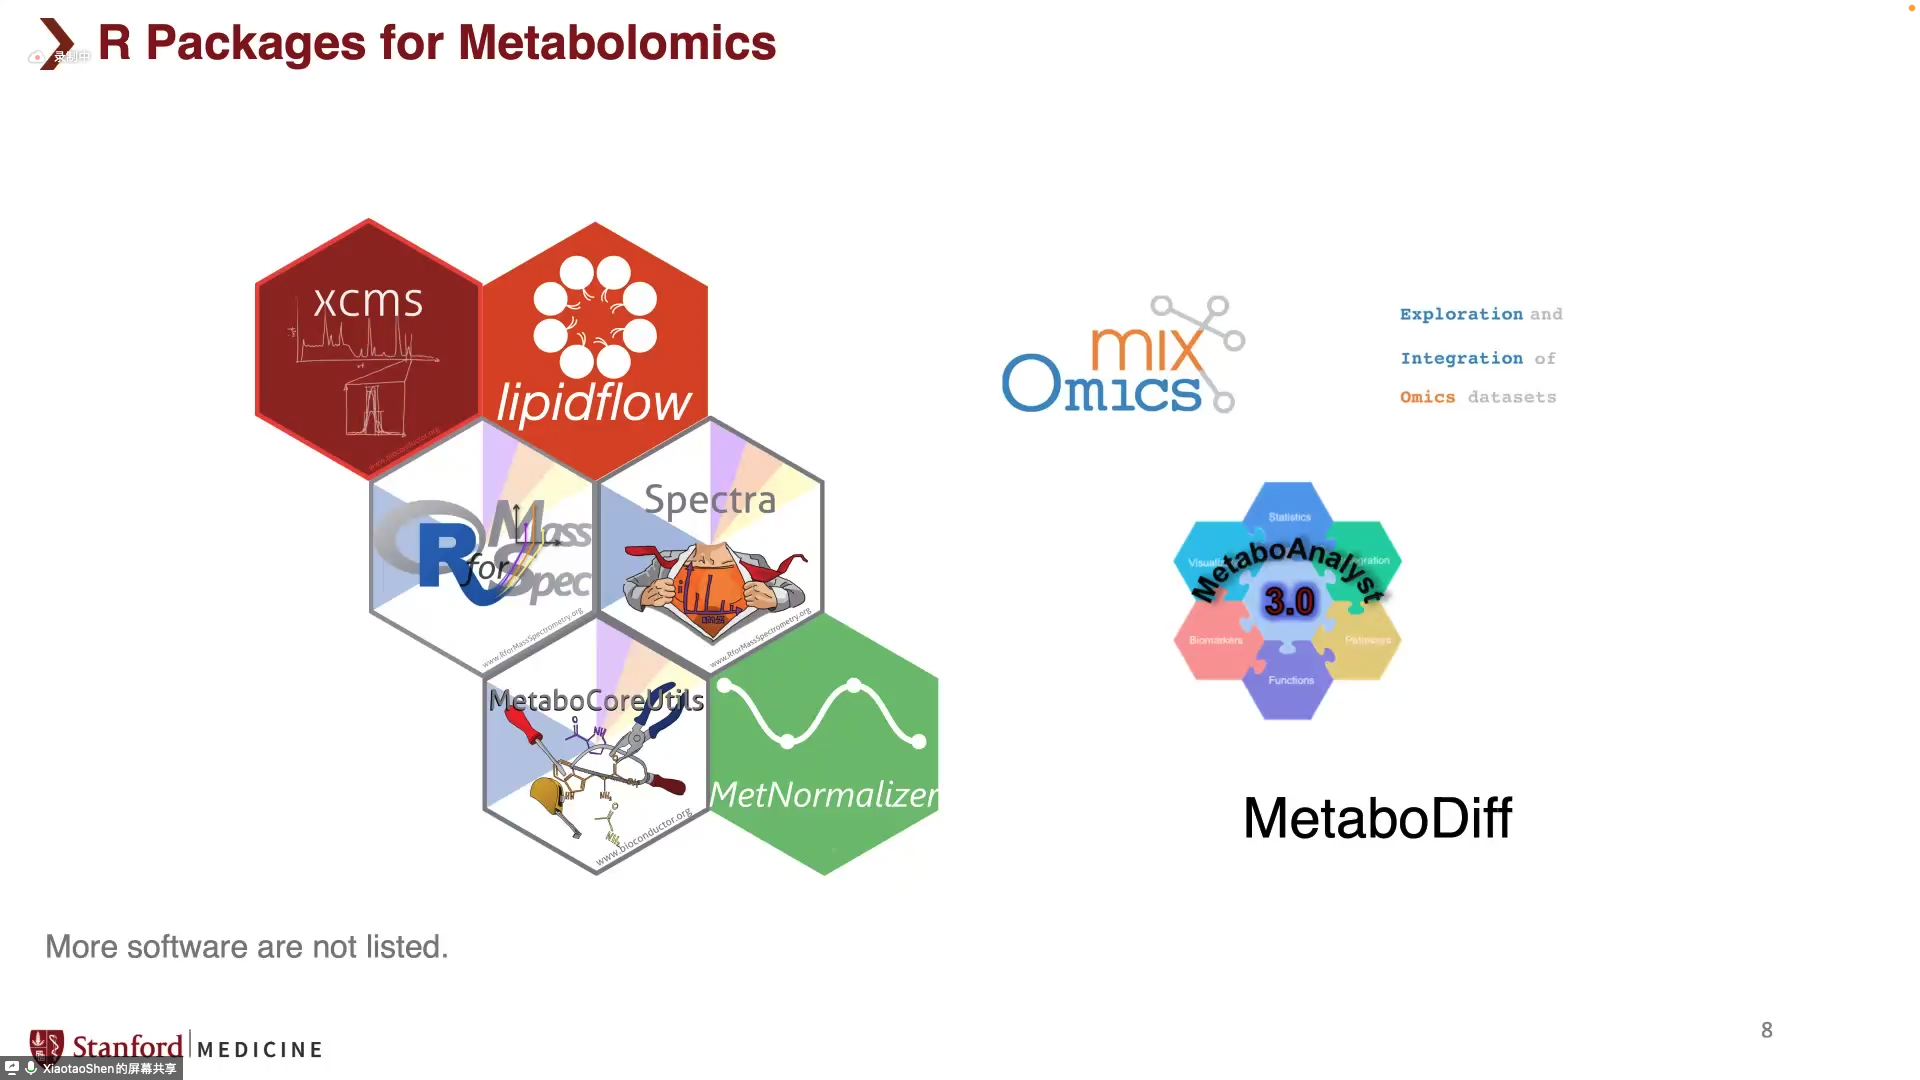 R Packages for Metabolomics
录制中
xcms
www.bioconductor.org
lipidflow
R for Mass Spec
www.RforMassSpectrometry.org
Spectra
www.RforMassSpectrometry.org
MetaboCoreUtils
www.bioconductor.org
MetNormalizer
mix
Omics
Exploration and
Integration of
Omics datasets
Statistics
MetaboAnalyst
3.0
Biomarkers
Pathways
Functions
MetaboDiff
More software are not listed.
Stanford MEDICINE
8
XiaotaoShen的屏幕共享